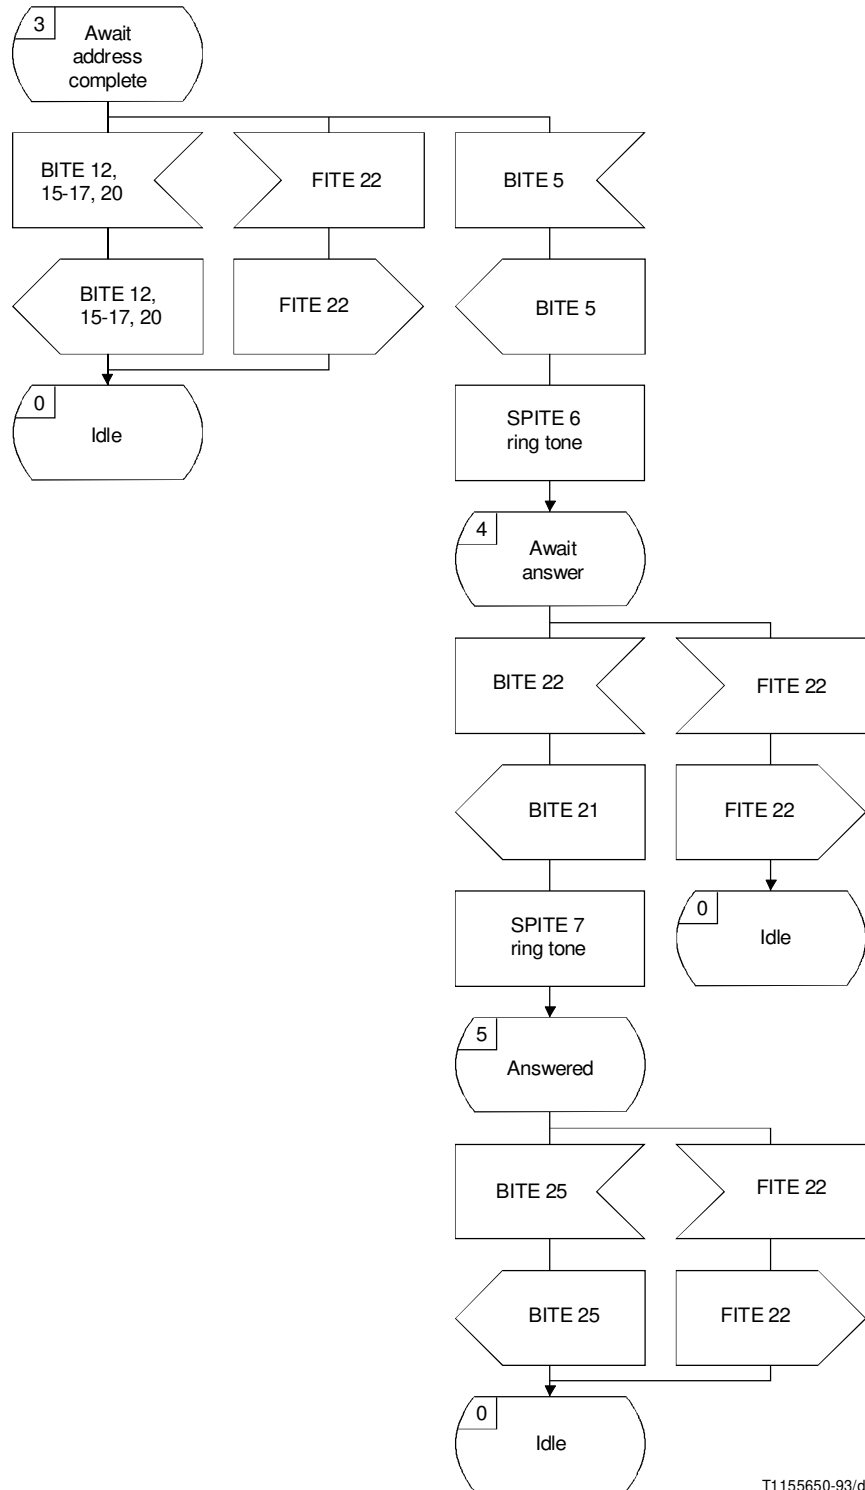 3
Await
address
complete
BITE 12,
15-17, 20
FITE 22
BITE 5
BITE 12,
15-17, 20
FITE 22
BITE 5
0
Idle
SPITE 6
ring tone
4
Await
answer
BITE 22
FITE 22
BITE 21
FITE 22
SPITE 7
ring tone
0
Idle
5
Answered
BITE 25
FITE 22
BITE 25
FITE 22
0
Idle
T1155650-93/d